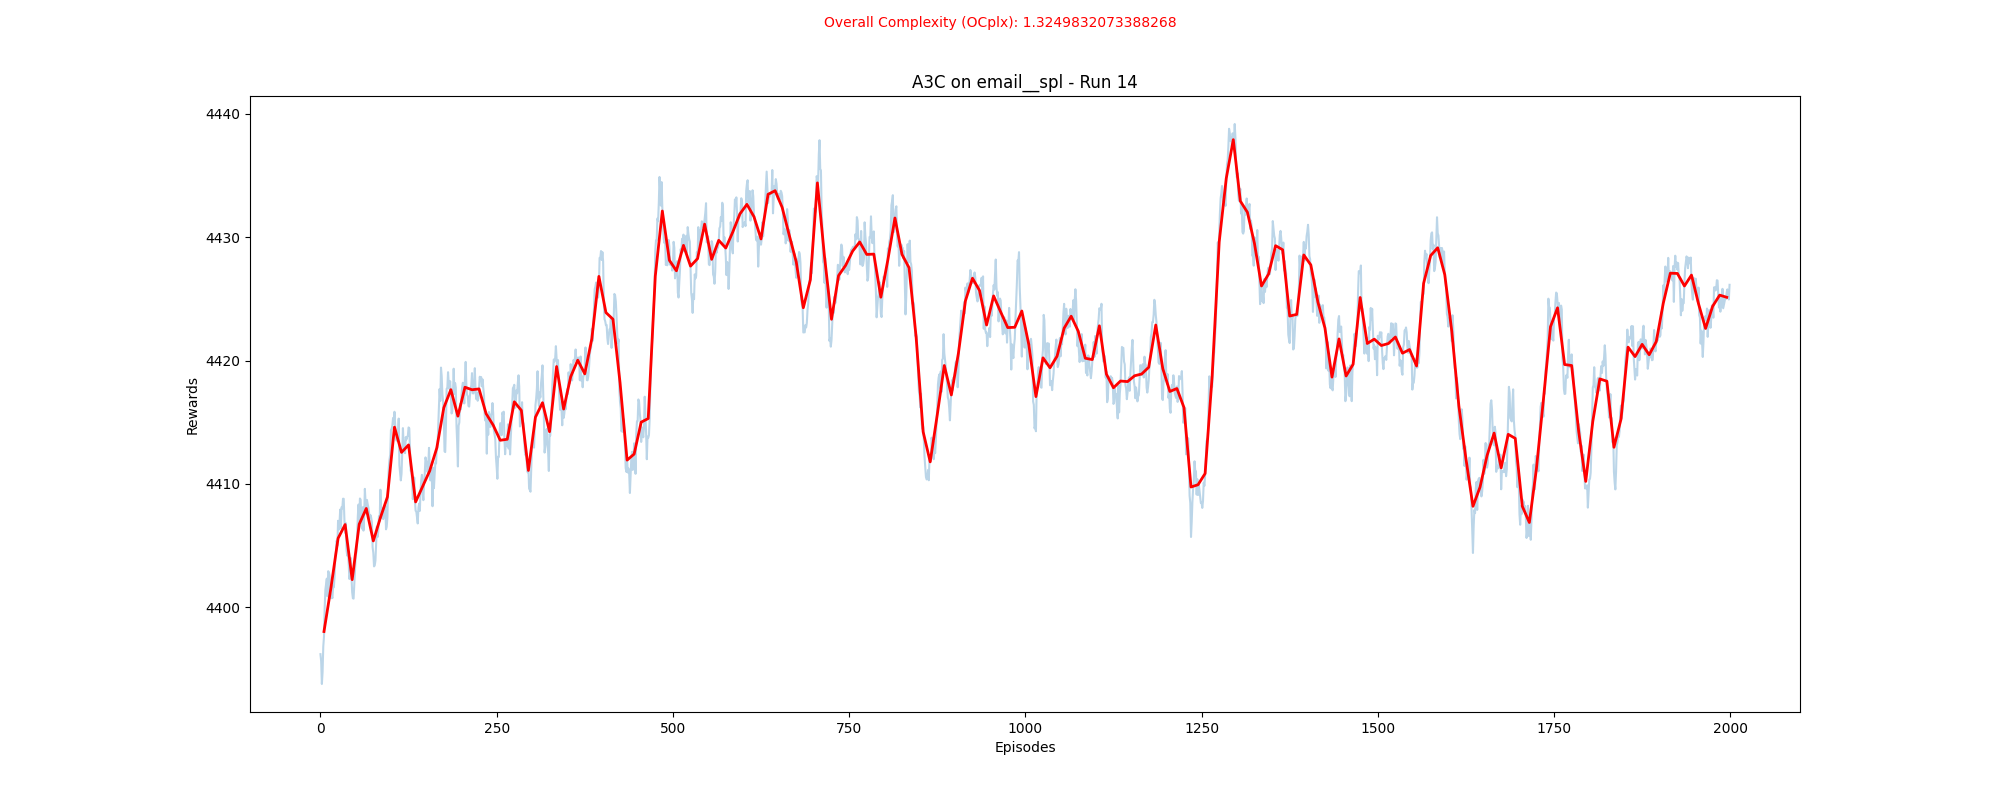 Overall Complexity (OCplx): 1.3249832073388268
A3C on email__spl - Run 14
4440
4430
4420
4410
4400
Rewards
0 250 500 750 1000 1250 1500 1750 2000
Episodes